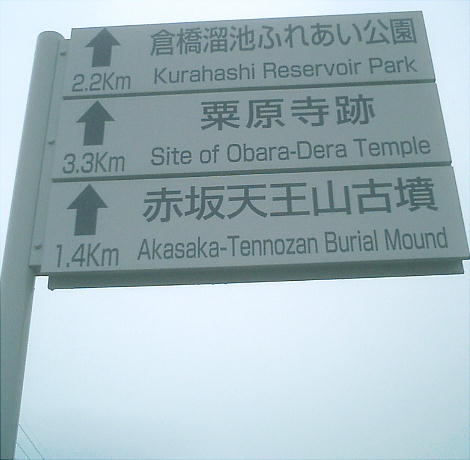 倉橋溜池ふれあい公園
2.2Km Kurahashi Reservoir Park
粟原寺跡
3.3Km Site of Obara-Dera Temple
赤坂天王山古墳
1.4Km Akasaka-Tennozan Burial Mound